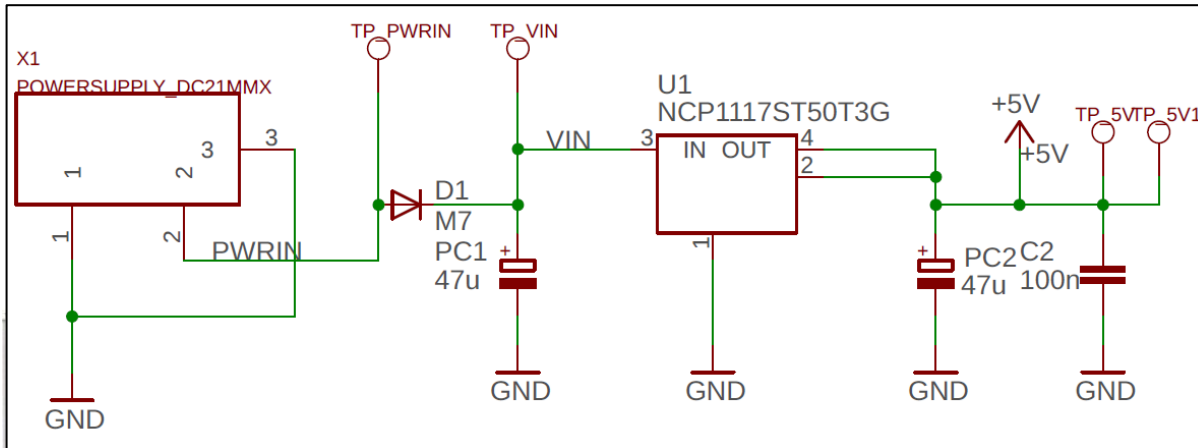 TP_PWRIN
TP_VIN
X1
POWERSUPPLY_DC21MMX
3
3
1
2
1
2
PWRIN
GND
D1
M7
PC1
+
47u
GND
VIN
U1
NCP1117ST50T3G
3
IN OUT
4
2
1
GND
+5V
+5V
TP_5V
TP_5V1
+
PC2
47u
GND
C2
100n
GND